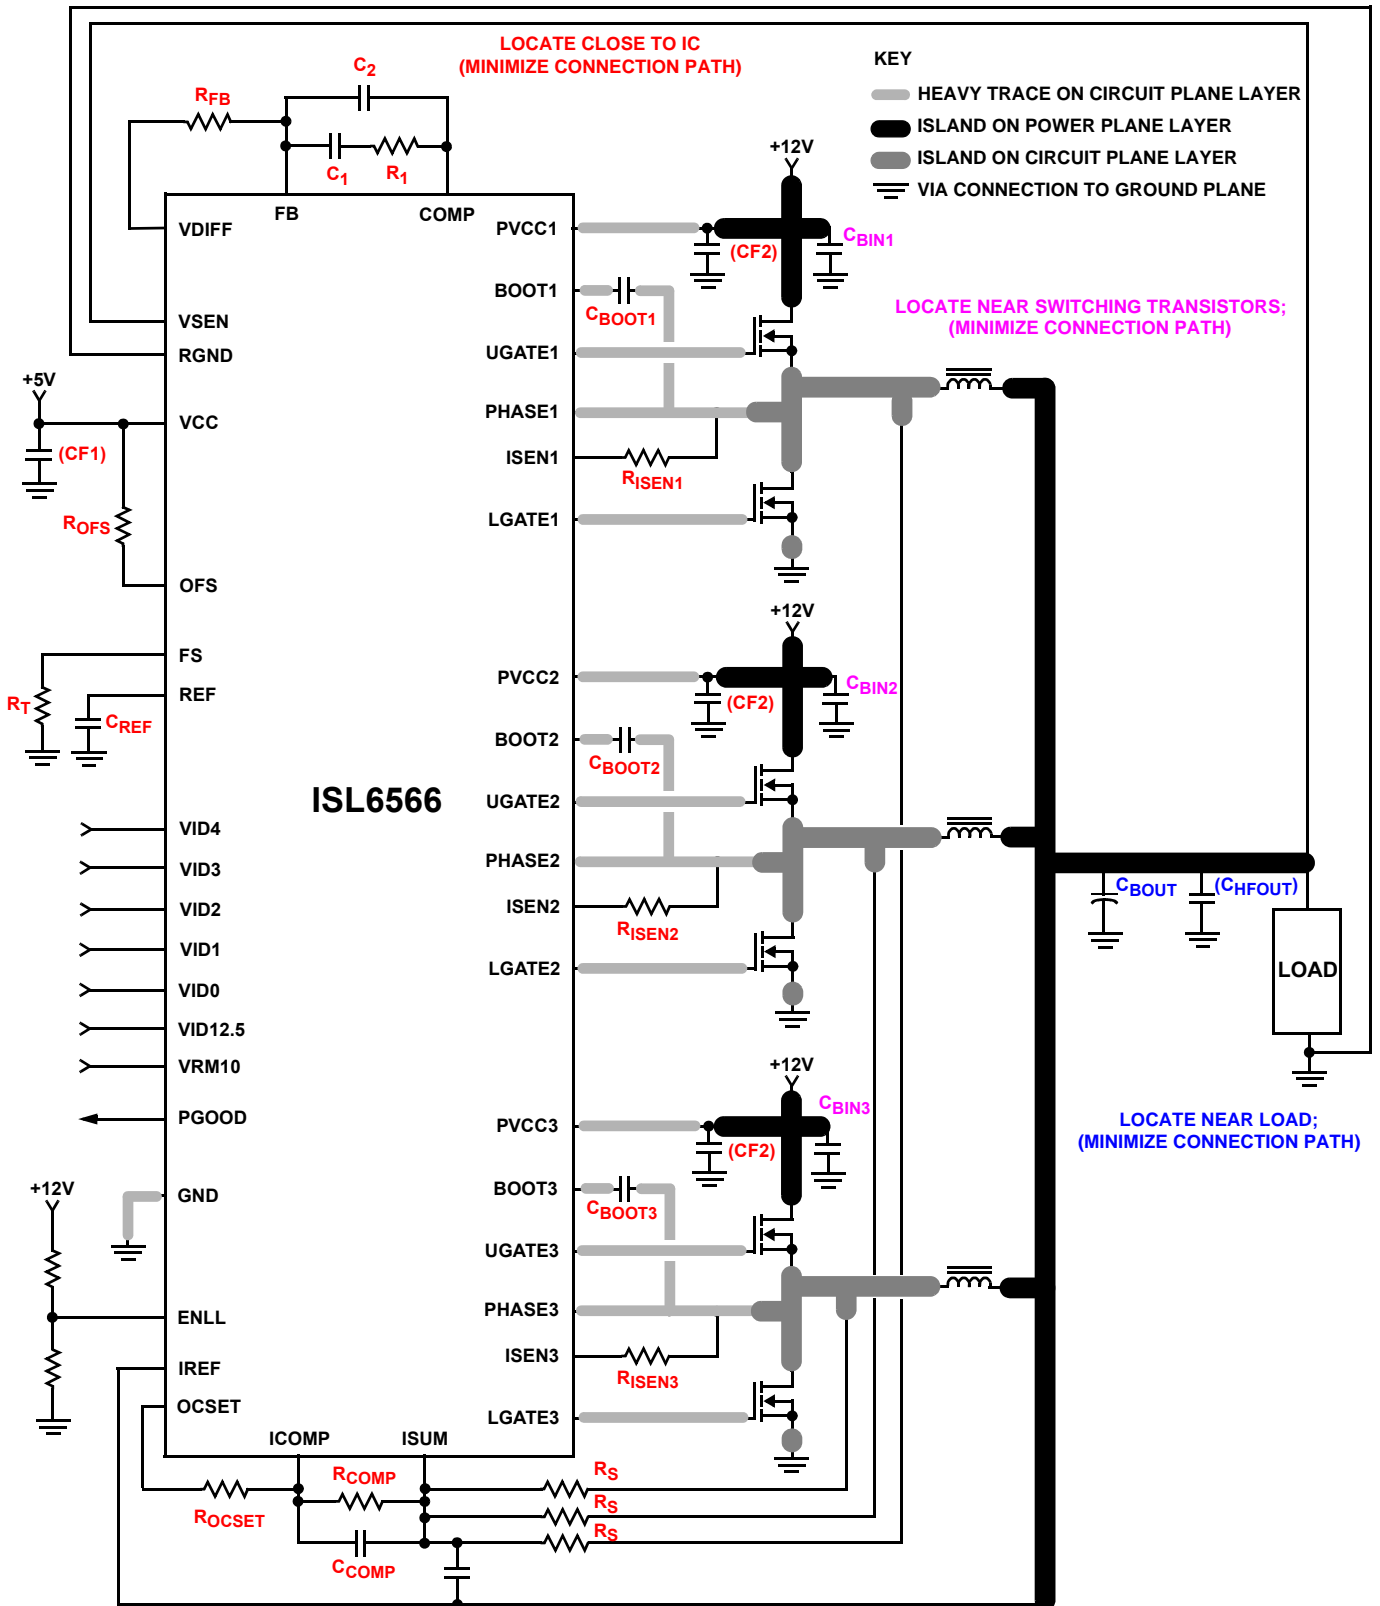 LOCATE CLOSE TO IC
(MINIMIZE CONNECTION PATH)
KEY
HEAVY TRACE ON CIRCUIT PLANE LAYER
ISLAND ON POWER PLANE LAYER
ISLAND ON CIRCUIT PLANE LAYER
VIA CONNECTION TO GROUND PLANE
C2
RFB
C1
R1
+12V
FB
COMP
VDIFF
PVCC1
(CF2)
CBIN1
BOOT1
CBOOT1
LOCATE NEAR SWITCHING TRANSISTORS;
(MINIMIZE CONNECTION PATH)
VSEN
RGND
UGATE1
+5V
VCC
PHASE1
(CF1)
ISEN1
RISEN1
ROFS
LGATE1
OFS
+12V
FS
PVCC2
(CF2)
CBIN2
REF
RT
CREF
BOOT2
CBOOT2
ISL6566
UGATE2
VID4
VID3
PHASE2
CBOUT
(CHFOUT)
VID2
ISEN2
RISEN2
VID1
LGATE2
LOAD
VID0
VID12.5
VRM10
+12V
PGOOD
PVCC3
(CF2)
CBIN3
LOCATE NEAR LOAD;
(MINIMIZE CONNECTION PATH)
+12V
GND
BOOT3
CBOOT3
UGATE3
ENLL
PHASE3
IREF
ISEN3
RISEN3
OCSET
LGATE3
ICOMP
ISUM
RCOMP
RS
ROCSET
RS
RS
CCOMP